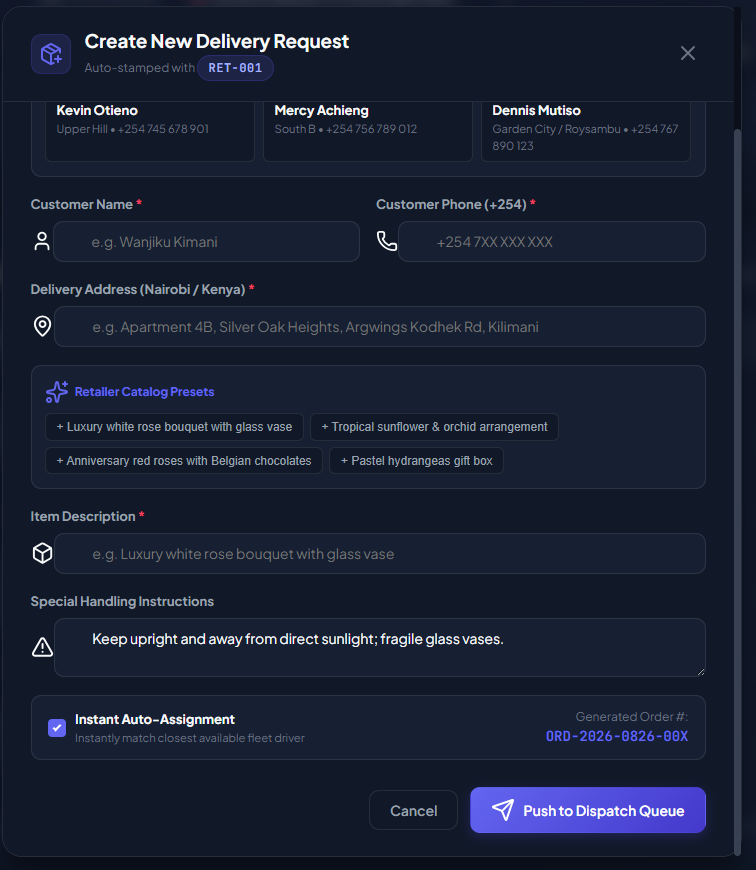 Create New Delivery Request
Auto-stamped with RET-001
Kevin Otieno
Upper Hill • +254 745 678 901
Mercy Achieng
South B • +254 756 789 012
Dennis Mutiso
Garden City / Roysambu • +254 767
890 123
Customer Name *
Customer Phone (+254) *
e.g. Wanjiku Kimani
+254 7XX XXX XXX
Delivery Address (Nairobi / Kenya) *
e.g. Apartment 4B, Silver Oak Heights, Argwings Kodhek Rd, Kilimani
Retailer Catalog Presets
+ Luxury white rose bouquet with glass vase
+ Tropical sunflower & orchid arrangement
+ Anniversary red roses with Belgian chocolates
+ Pastel hydrangeas gift box
Item Description *
e.g. Luxury white rose bouquet with glass vase
Special Handling Instructions
Keep upright and away from direct sunlight; fragile glass vases.
Instant Auto-Assignment
Instantly match closest available fleet driver
Generated Order #:
ORD-2026-0826-00X
Cancel
Push to Dispatch Queue